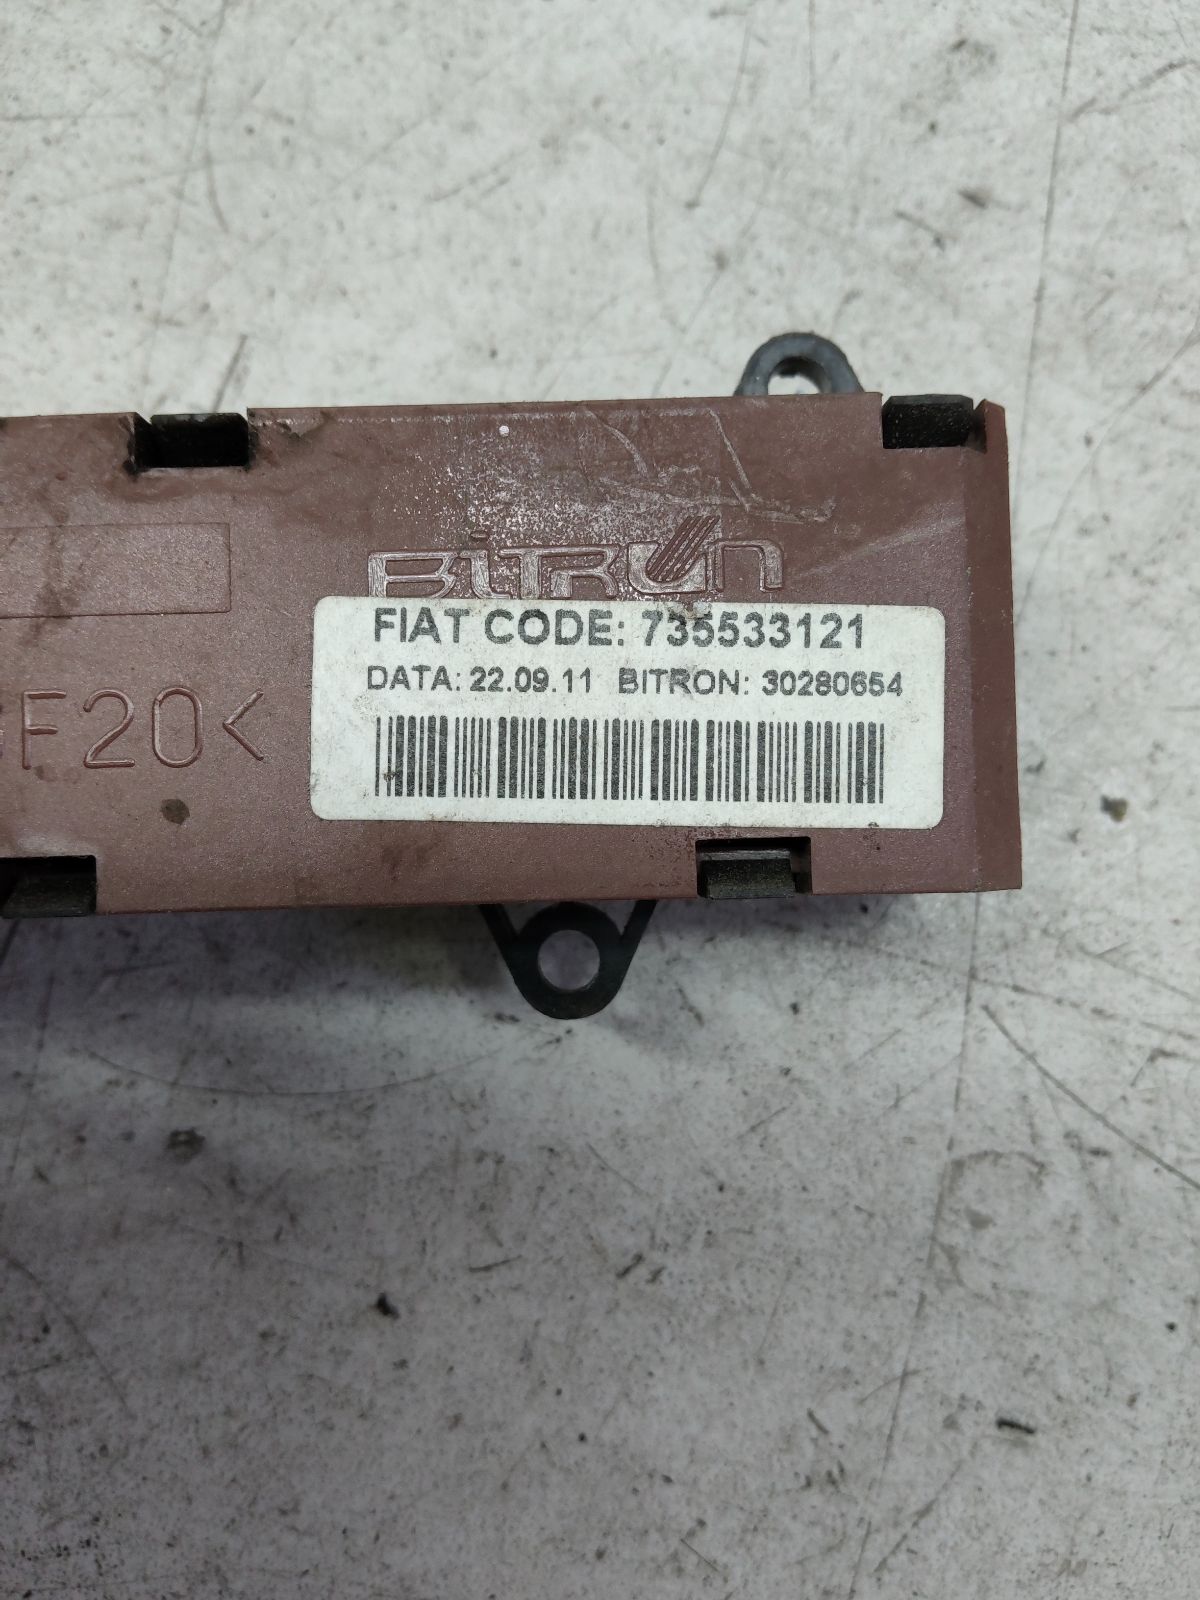 BiTRon
FIAT CODE: 735533121
DATA: 22.09.11 BITRON: 30280654
F20<